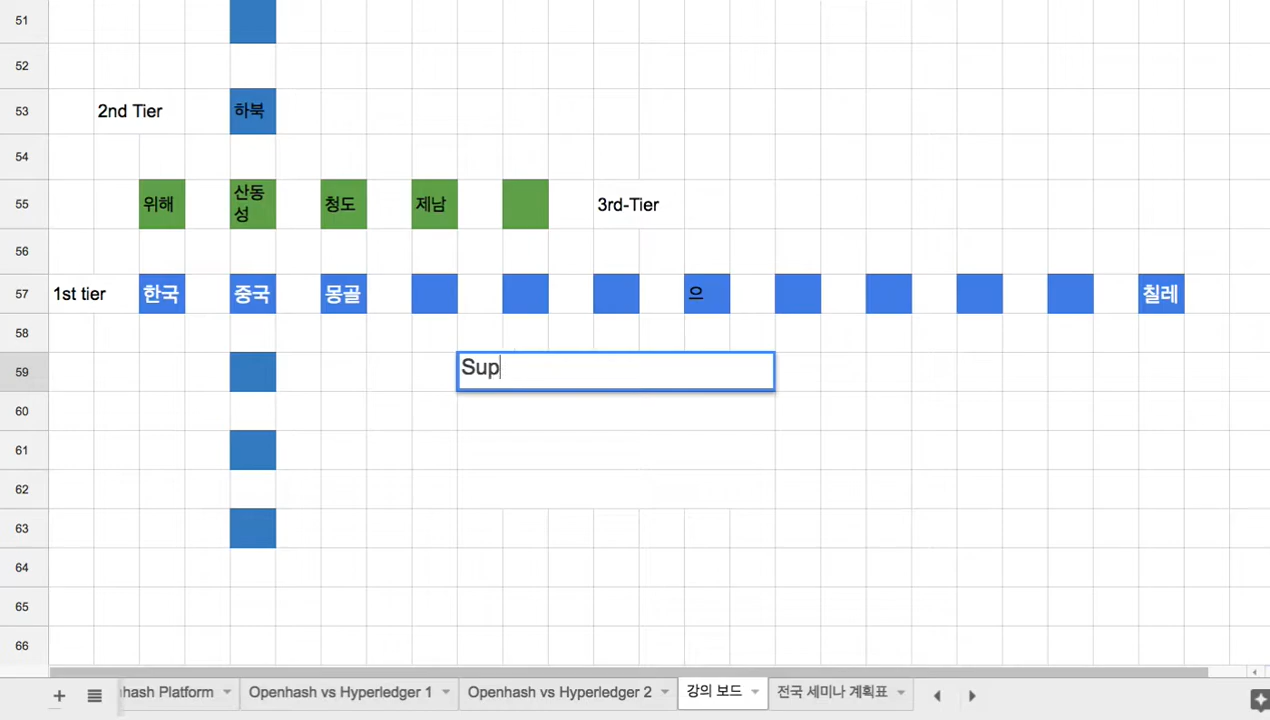 51
52
53 2nd Tier 하북
54
55 위해 산동성 청도 제남 3rd-Tier
56
57 1st tier 한국 중국 몽골 으 칠레
58
59 Sup
60
61
62
63
64
65
66
hash Platform Openhash vs Hyperledger 1 Openhash vs Hyperledger 2 강의 보드 전국 세미나 계획표